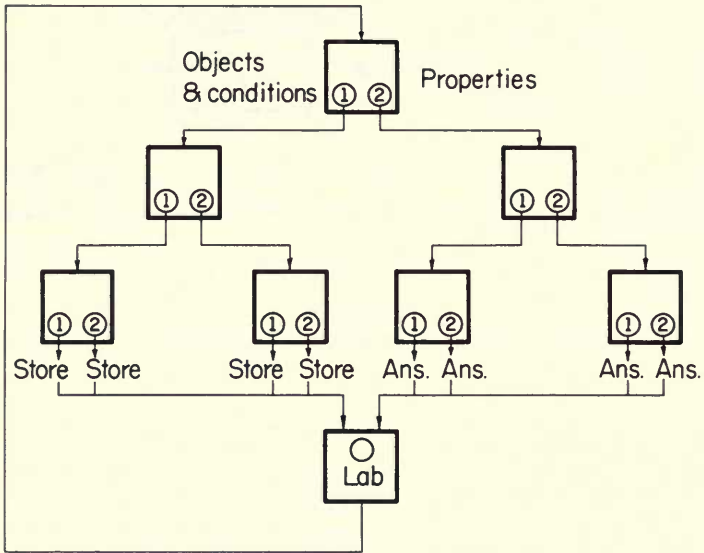 Objects
& conditions
Properties
1 2
1 2
1 2
1 2
1 2
1 2
1 2
Store Store
Store Store
Ans. Ans.
Ans. Ans.
Lab